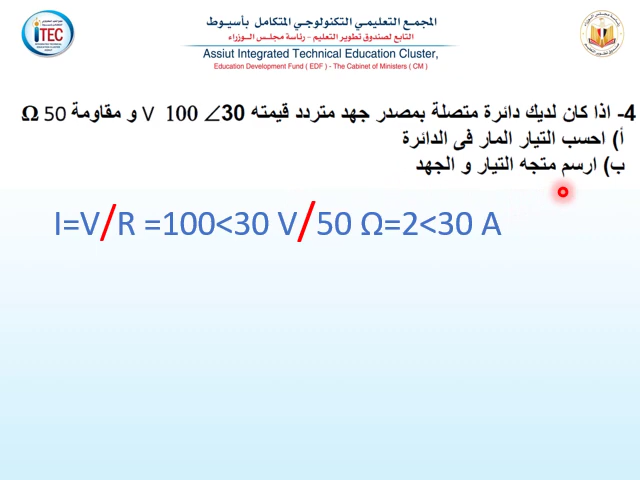 المجمع التعليمي التكنولوجي المتكامل بأسيوط
التابع لصندوق تطوير التعليم - رئاسة مجلس الوزراء
Assiut Integrated Technical Education Cluster,
Education Development Fund ( EDF ) - The Cabinet of Ministers ( CM )
iTEC
4- اذا كان لديك دائرة متصلة بمصدر جهد متردد قيمته 100 ∠30 V و مقاومة 50 Ω
أ) احسب التيار المار فى الدائرة
ب) ارسم متجه التيار و الجهد
I=V/R =100<30 V/50 Ω=2<30 A